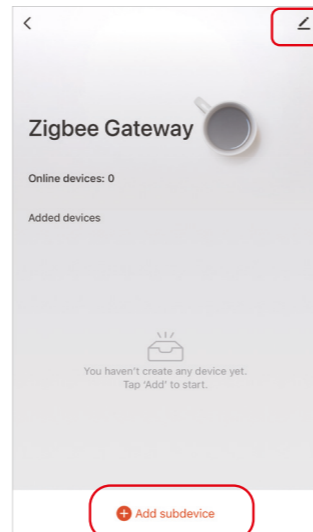 Zigbee Gateway
Online devices: 0
Added devices
You haven't create any device yet.
Tap 'Add' to start.
Add subdevice